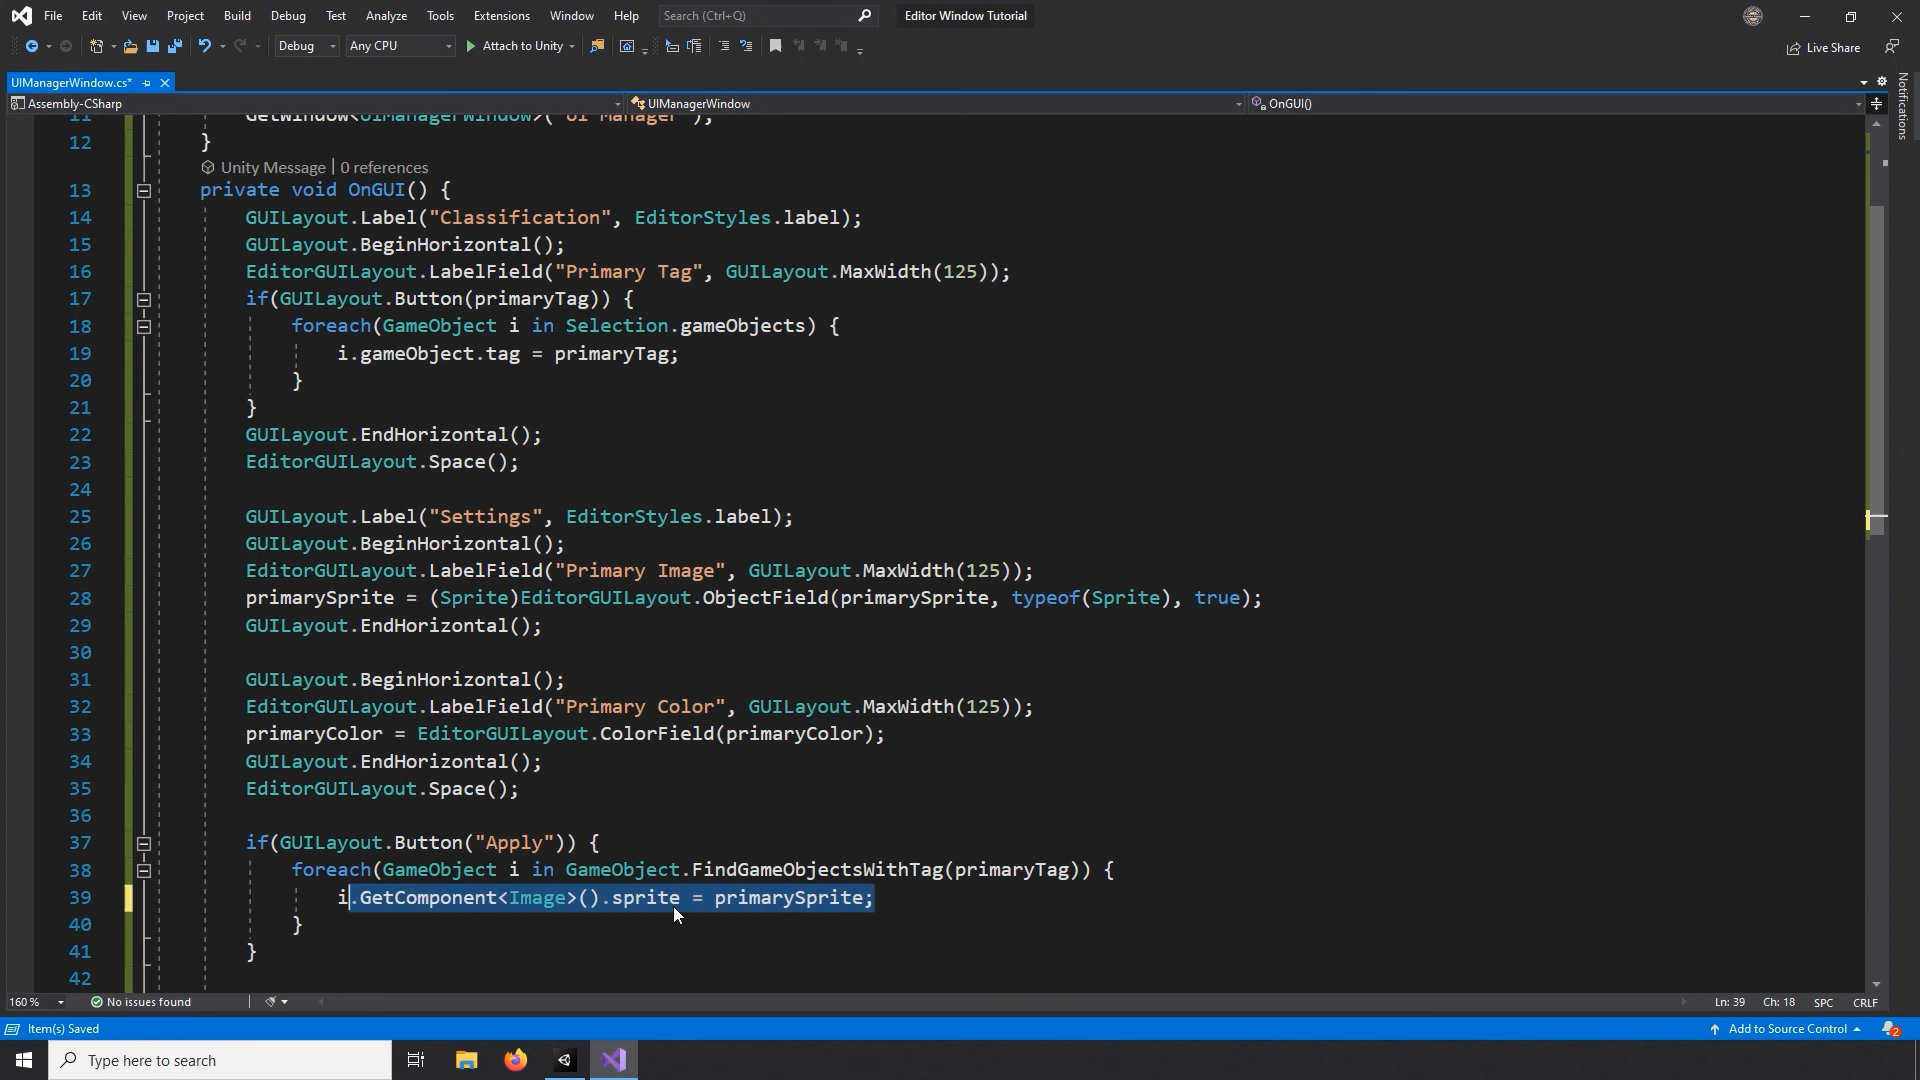 File Edit View Project Build Debug Test Analyze Tools Extensions Window Help Search (Ctrl+Q) Editor Window Tutorial
Debug Any CPU Attach to Unity Live Share
UIManagerWindow.cs*
Assembly-CSharp UIManagerWindow OnGUI()
Notifications
11 GetWindow<UIManagerWindow>("UI Manager");
12 }
Unity Message | 0 references
13 private void OnGUI() {
14 GUILayout.Label("Classification", EditorStyles.label);
15 GUILayout.BeginHorizontal();
16 EditorGUILayout.LabelField("Primary Tag", GUILayout.MaxWidth(125));
17 if(GUILayout.Button(primaryTag)) {
18 foreach(GameObject i in Selection.gameObjects) {
19 i.gameObject.tag = primaryTag;
20 }
21 }
22 GUILayout.EndHorizontal();
23 EditorGUILayout.Space();
24
25 GUILayout.Label("Settings", EditorStyles.label);
26 GUILayout.BeginHorizontal();
27 EditorGUILayout.LabelField("Primary Image", GUILayout.MaxWidth(125));
28 primarySprite = (Sprite)EditorGUILayout.ObjectField(primarySprite, typeof(Sprite), true);
29 GUILayout.EndHorizontal();
30
31 GUILayout.BeginHorizontal();
32 EditorGUILayout.LabelField("Primary Color", GUILayout.MaxWidth(125));
33 primaryColor = EditorGUILayout.ColorField(primaryColor);
34 GUILayout.EndHorizontal();
35 EditorGUILayout.Space();
36
37 if(GUILayout.Button("Apply")) {
38 foreach(GameObject i in GameObject.FindGameObjectsWithTag(primaryTag)) {
39 i.GetComponent<Image>().sprite = primarySprite;
40 }
41 }
42
160 % No issues found Ln: 39 Ch: 18 SPC CRLF
Item(s) Saved Add to Source Control 2
Type here to search